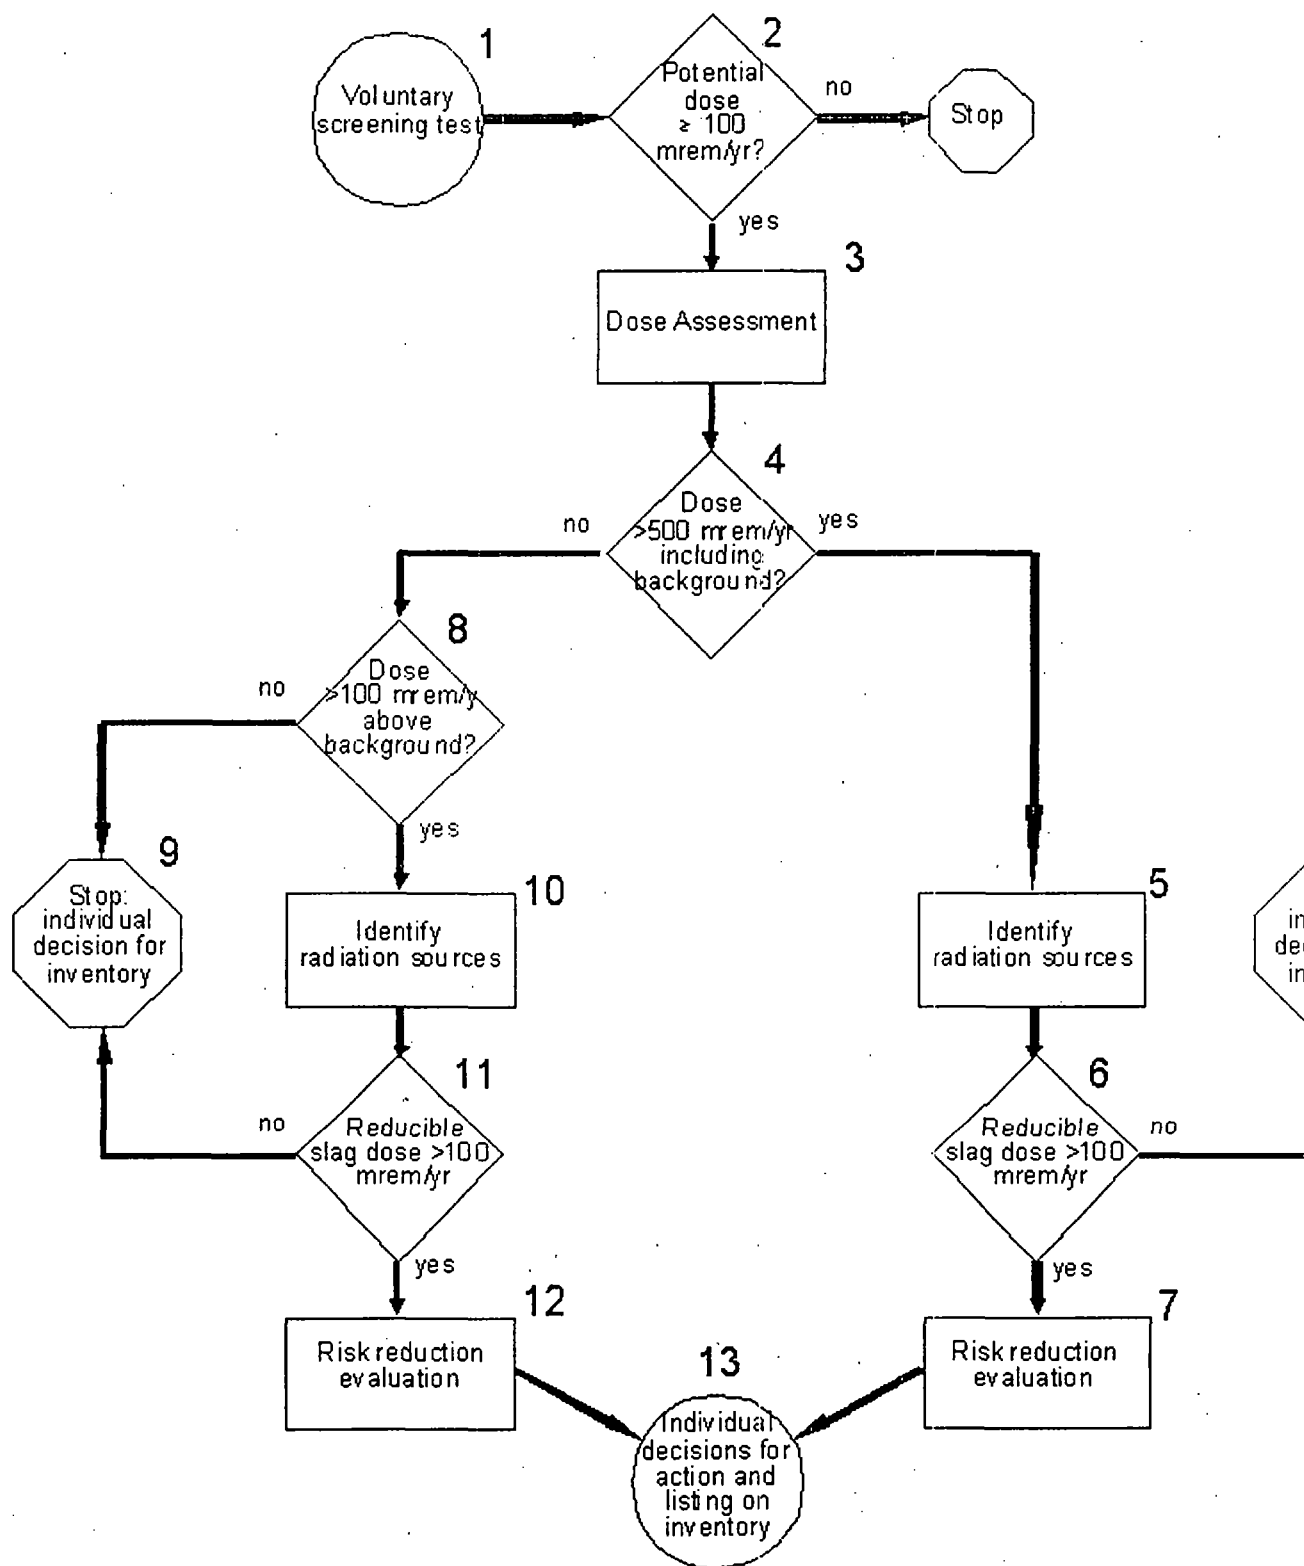 1
Voluntary
screening test
2
Potential
dose
≥ 100
mrem/yr?
no
Stop
yes
3
Dose Assessment
4
Dose
>500 mrem/yr
including
background?
no
yes
8
Dose
>100 mrem/y
above
background?
no
yes
9
Stop:
individual
decision for
inventory
10
Identify
radiation sources
5
Identify
radiation sources
in
dec
in
11
Reducible
slag dose >100
mrem/yr
no
yes
6
Reducible
slag dose >100
mrem/yr
no
yes
12
Risk reduction
evaluation
7
Risk reduction
evaluation
13
Individual
decisions for
action and
listing on
inventory